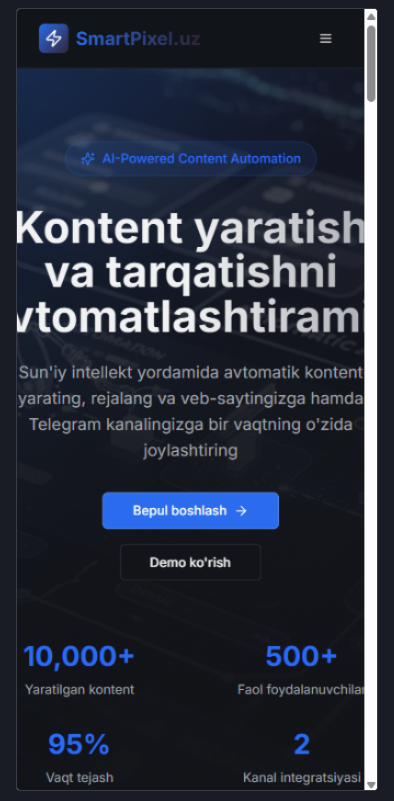 SmartPixel.uz
AI-Powered Content Automation
Kontent yaratish
va tarqatishni
vtomatlashtirami
Sun'iy intellekt yordamida avtomatik kontent
yarating, rejalang va veb-saytingizga hamda
Telegram kanalingizga bir vaqtning o'zida
joylashtiring
Bepul boshlash →
Demo ko'rish
10,000+ 500+
Yaratilgan kontent Faol foydalanuvchilar
95% 2
Vaqt tejash Kanal integratsiyasi